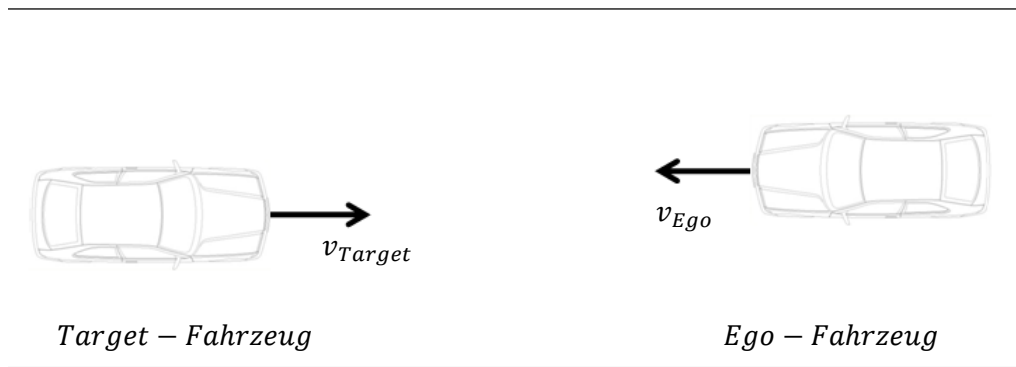 v_Ego
v_Target
Target − Fahrzeug
Ego − Fahrzeug